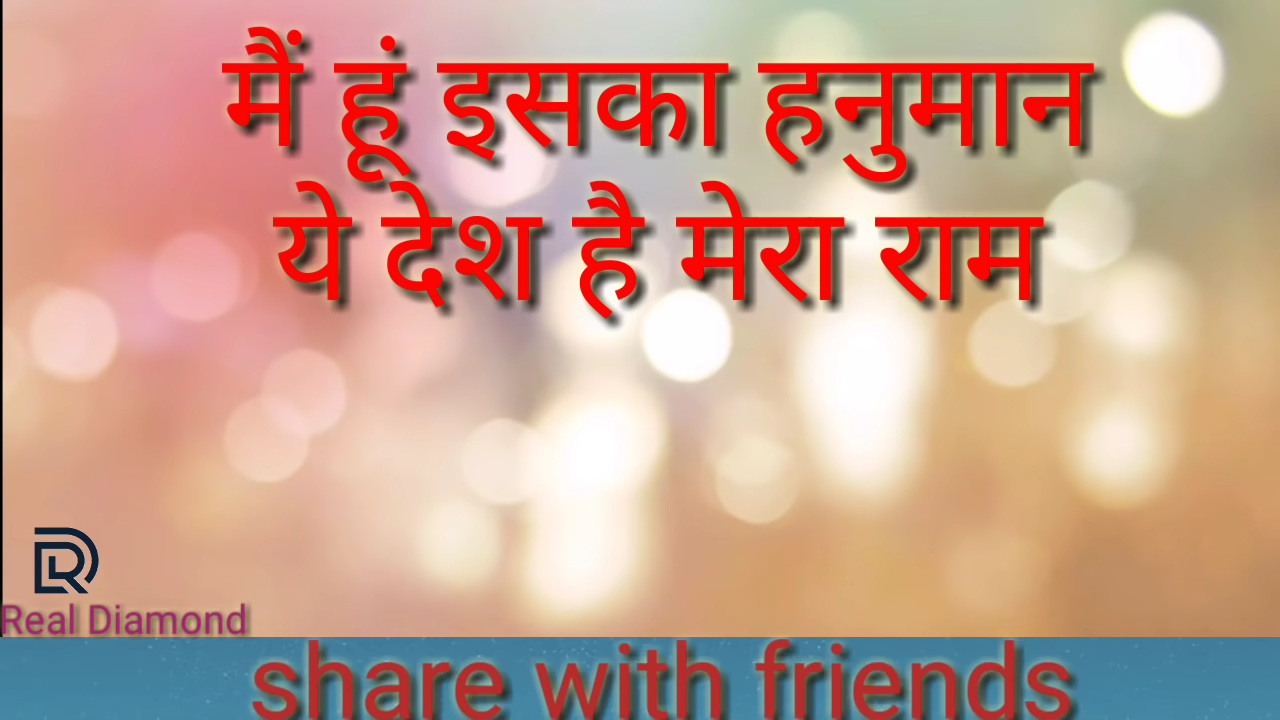 मैं हूं इसका हनुमान
ये देश है मेरा राम
Real Diamond
share with friends